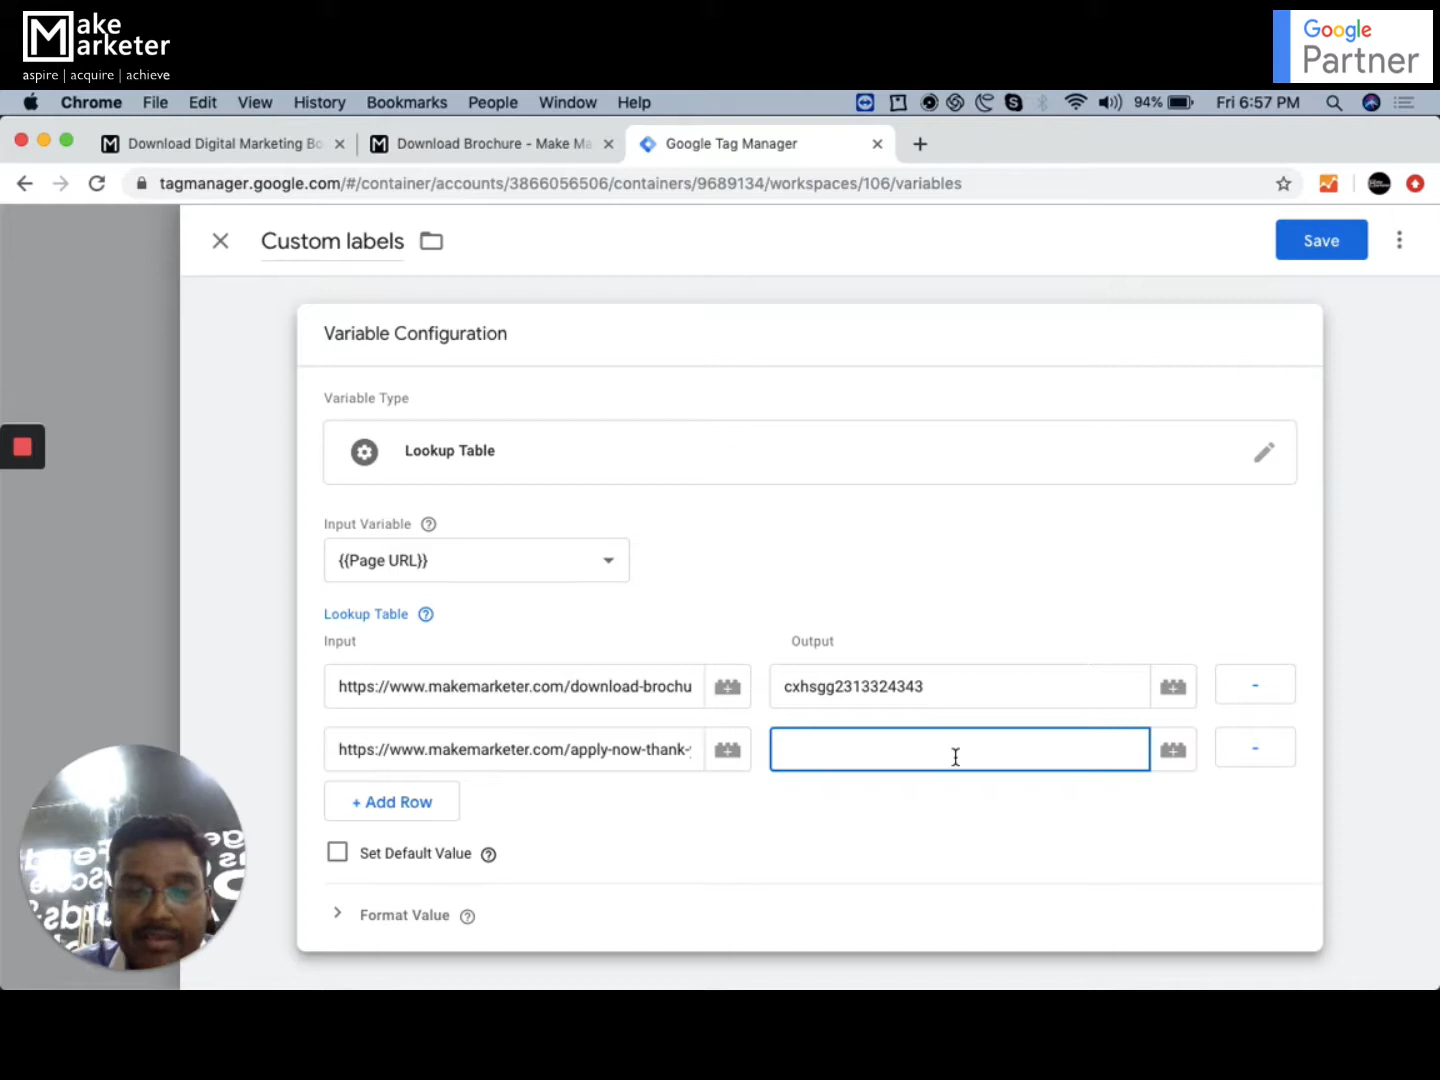 Make
Marketer
aspire | acquire | achieve
Google
Partner
Chrome File Edit View History Bookmarks People Window Help 94% Fri 6:57 PM
Download Digital Marketing Bo
Download Brochure - Make Ma
Google Tag Manager
tagmanager.google.com/#/container/accounts/3866056506/containers/9689134/workspaces/106/variables
Custom labels
Save
Variable Configuration
Variable Type
Lookup Table
Input Variable
{{Page URL}}
Lookup Table
Input Output
https://www.makemarketer.com/download-brochu cxhsgg2313324343 -
https://www.makemarketer.com/apply-now-thank- -
+ Add Row
Set Default Value
Format Value